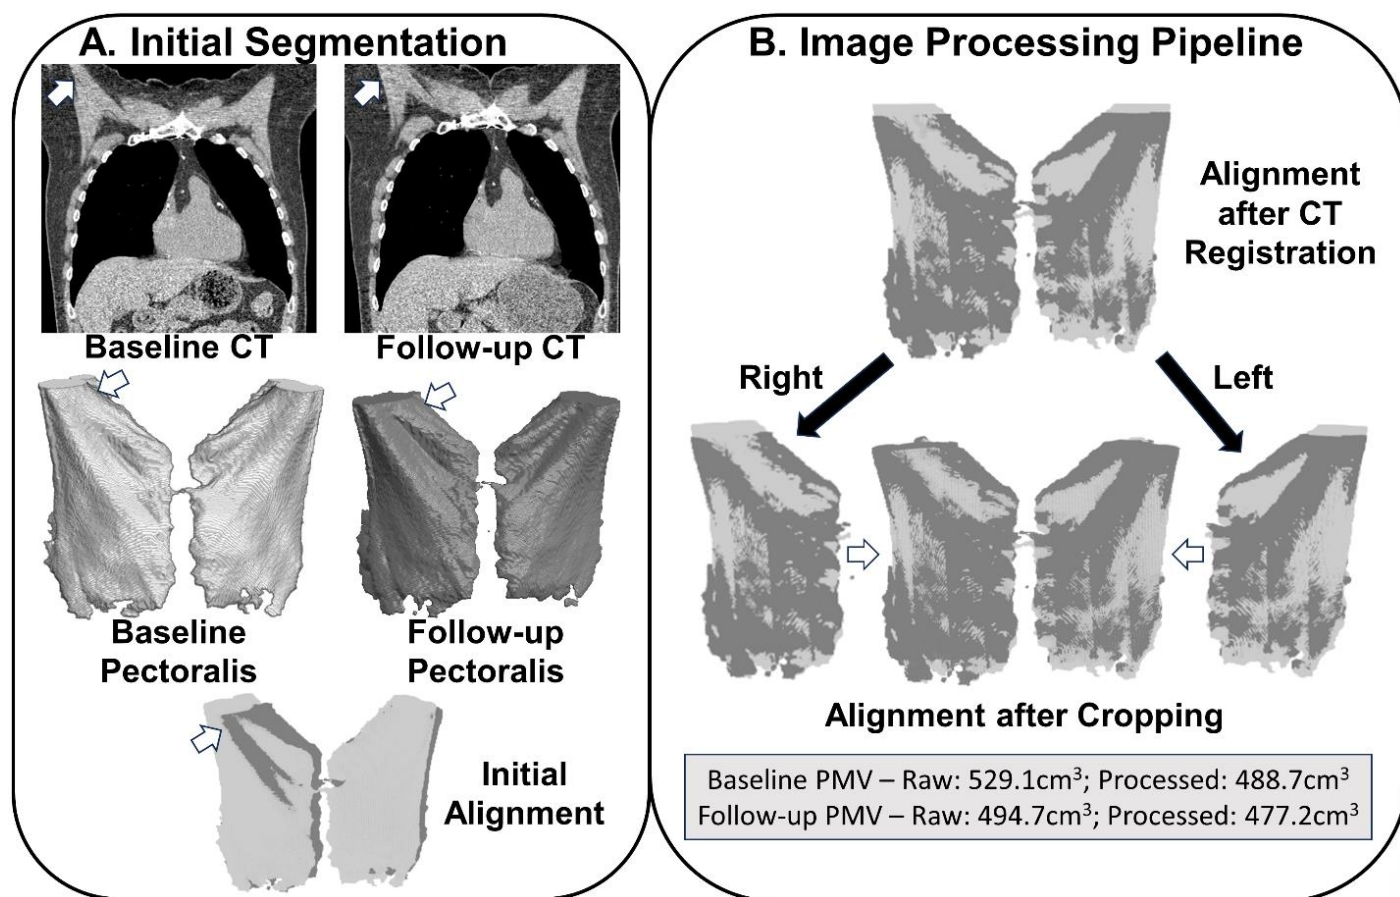 A. Initial Segmentation
Baseline CT
Follow-up CT
Baseline
Pectoralis
Follow-up
Pectoralis
Initial
Alignment
B. Image Processing Pipeline
Alignment
after CT
Registration
Right
Left
Alignment after Cropping
Baseline PMV – Raw: 529.1cm³; Processed: 488.7cm³
Follow-up PMV – Raw: 494.7cm³; Processed: 477.2cm³